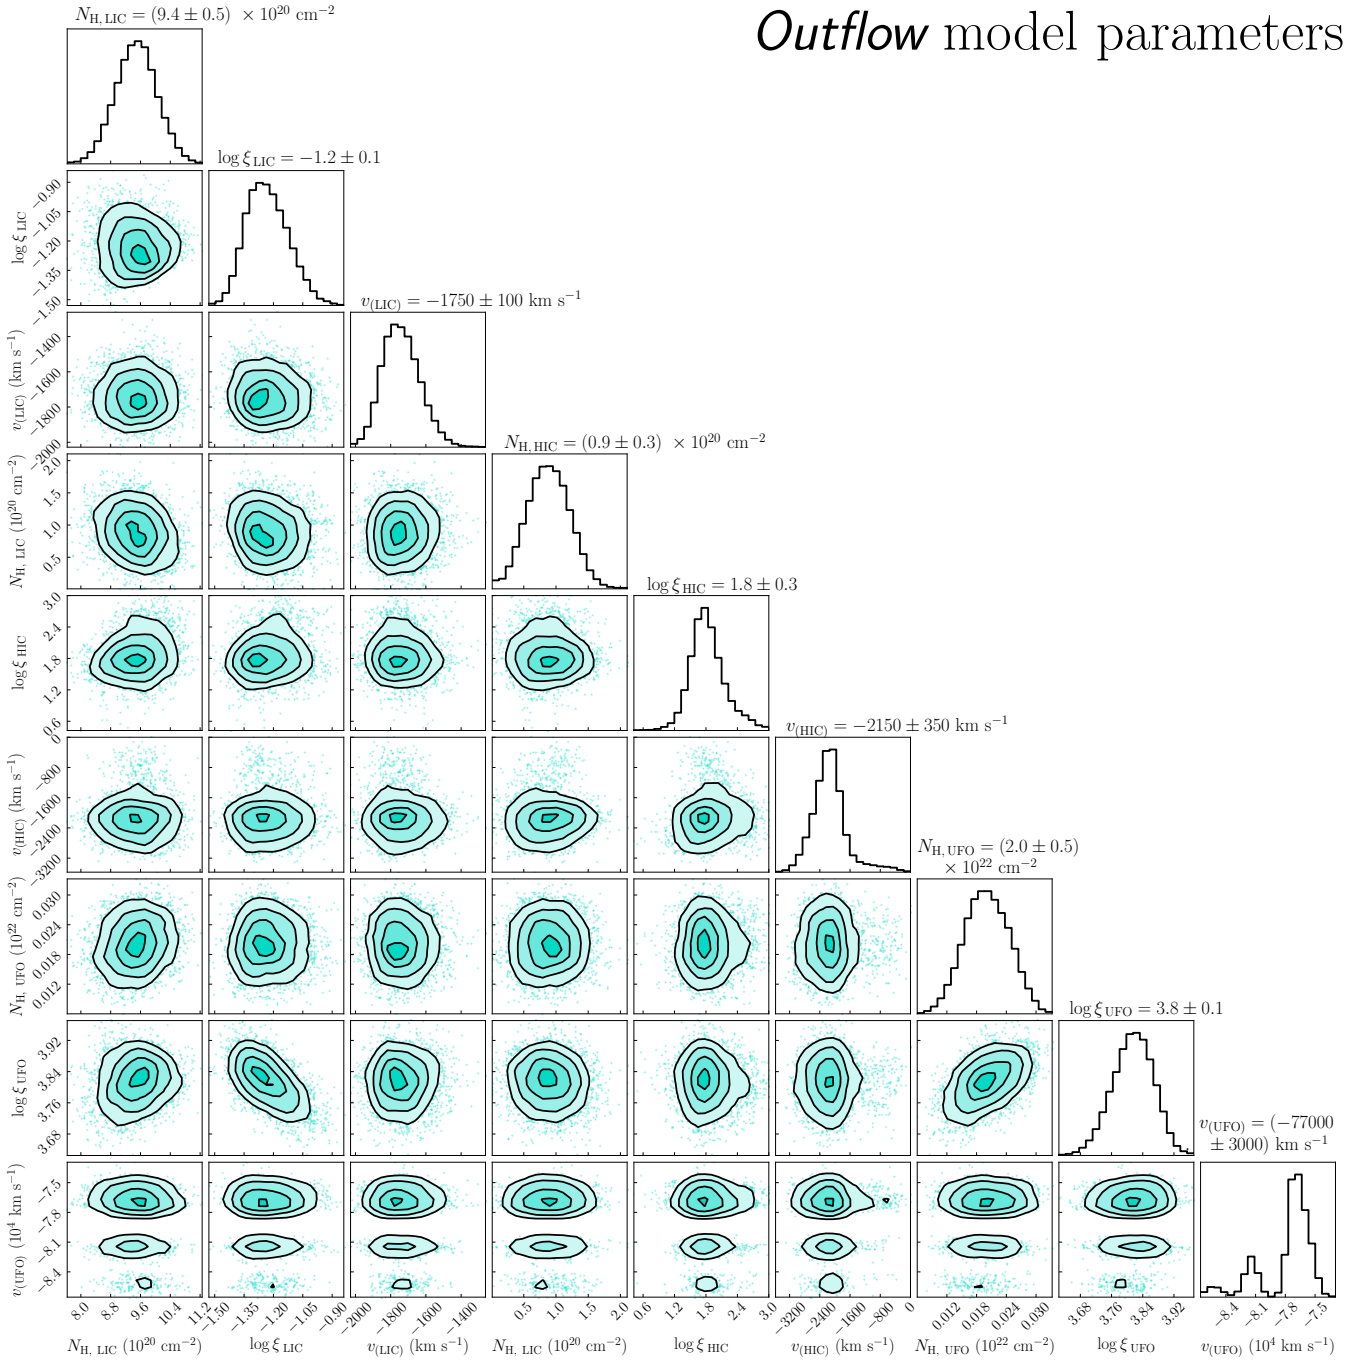 N_H, LIC = (9.4 ± 0.5) × 10^20 cm^−2
Outflow model parameters
log ξ_LIC = −1.2 ± 0.1
−0.90
−1.05
−1.20
−1.35
−1.50
log ξ_LIC
v_(LIC) = −1750 ± 100 km s^−1
−1400
−1600
−1800
−2000
v_(LIC) (km s^−1)
N_H, HIC = (0.9 ± 0.3) × 10^20 cm^−2
2.0
1.5
1.0
0.5
N_H, LIC (10^20 cm^−2)
log ξ_HIC = 1.8 ± 0.3
3.0
2.4
1.8
1.2
0.6
log ξ_HIC
v_(HIC) = −2150 ± 350 km s^−1
0
−800
−1600
−2400
−3200
v_(HIC) (km s^−1)
N_H, UFO = (2.0 ± 0.5)
× 10^22 cm^−2
0.030
0.024
0.018
0.012
N_H, UFO (10^22 cm^−2)
log ξ_UFO = 3.8 ± 0.1
3.92
3.84
3.76
3.68
log ξ_UFO
v_(UFO) = (−77000
± 3000) km s^−1
−7.5
−7.8
−8.1
−8.4
v_(UFO) (10^4 km s^−1)
8.0 8.8 9.6 10.4 11.2
N_H, LIC (10^20 cm^−2)
−1.50 −1.35 −1.20 −1.05 −0.90
log ξ_LIC
−2000 −1800 −1600 −1400
v_(LIC) (km s^−1)
0.5 1.0 1.5 2.0
N_H, LIC (10^20 cm^−2)
0.6 1.2 1.8 2.4 3.0
log ξ_HIC
−3200 −2400 −1600 −800 0
v_(HIC) (km s^−1)
0.012 0.018 0.024 0.030
N_H, UFO (10^22 cm^−2)
3.68 3.76 3.84 3.92
log ξ_UFO
−8.4 −8.1 −7.8 −7.5
v_(UFO) (10^4 km s^−1)